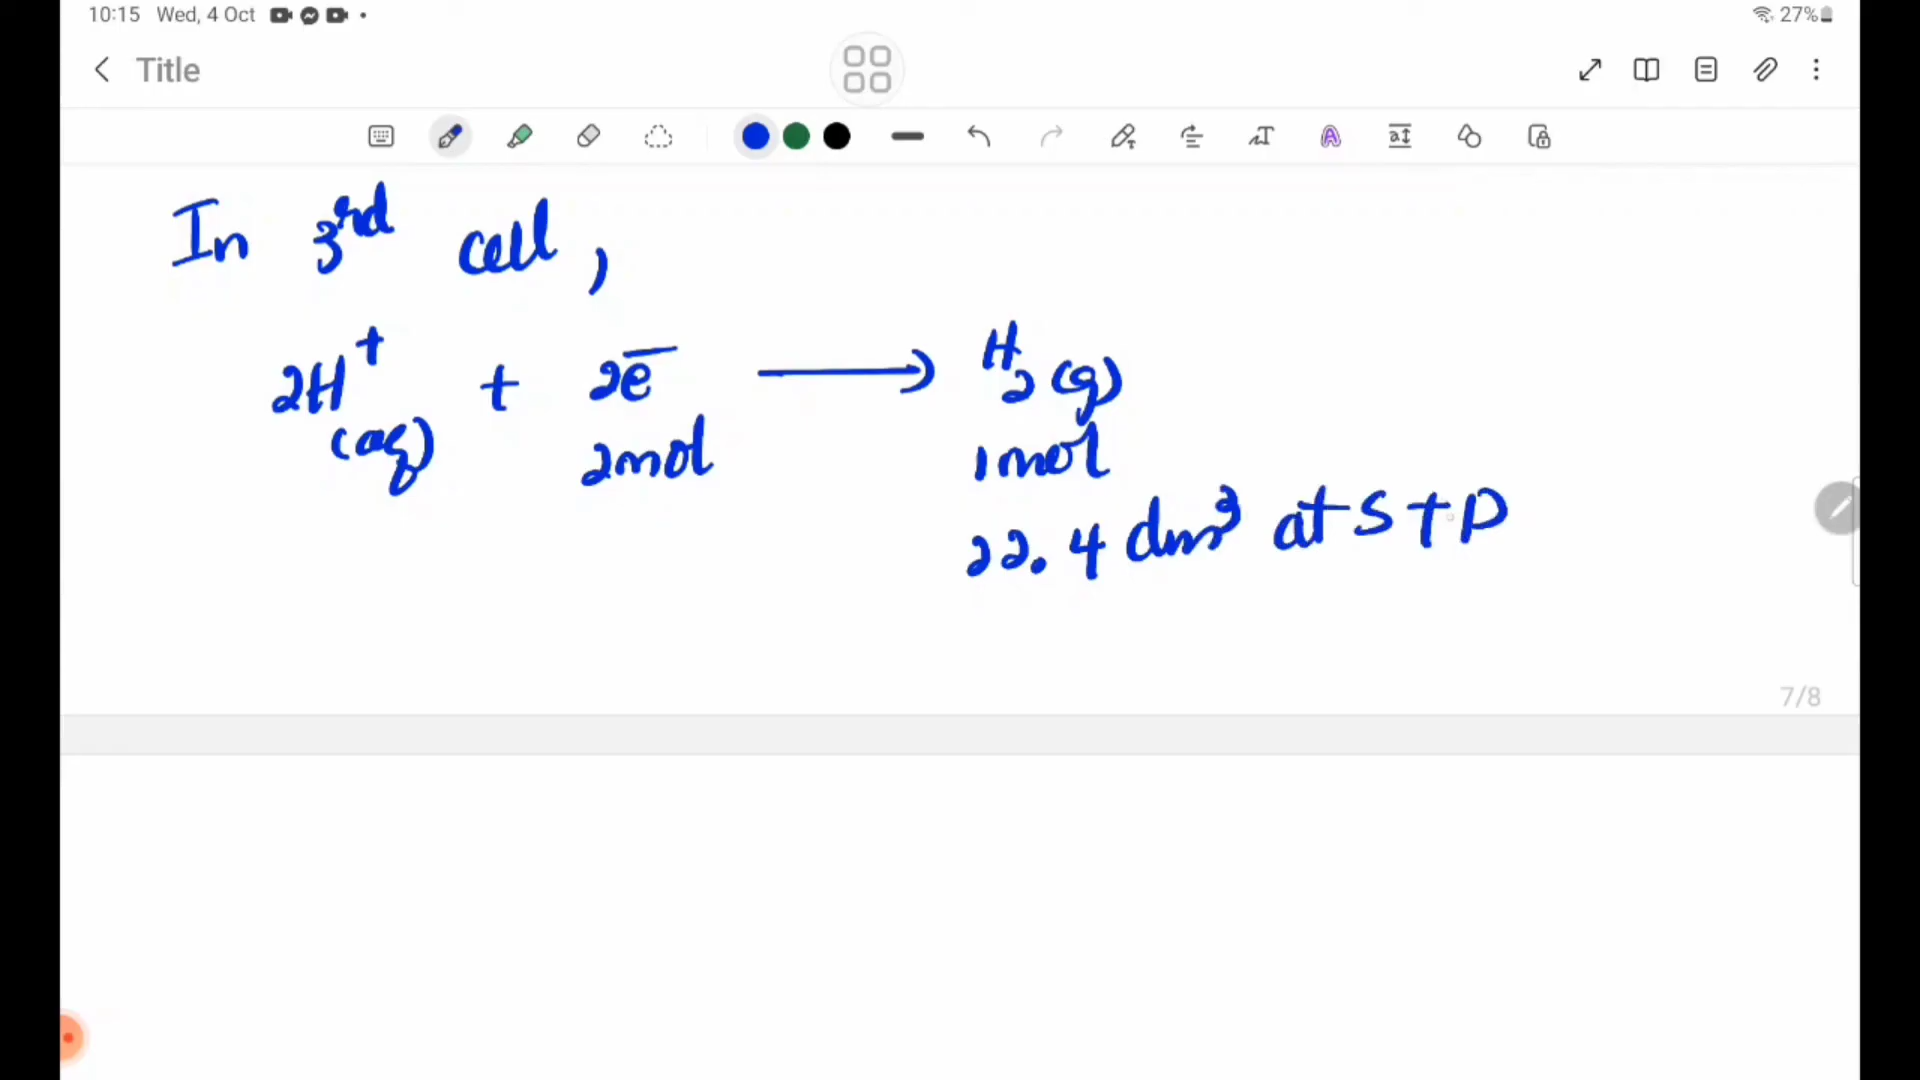 10:15 Wed, 4 Oct 27%
Title
In 3rd cell,
2H⁺(aq) + 2e̅ ⟶ H₂(g)
2mol 1mol
22.4 dm³ at STP
7/8